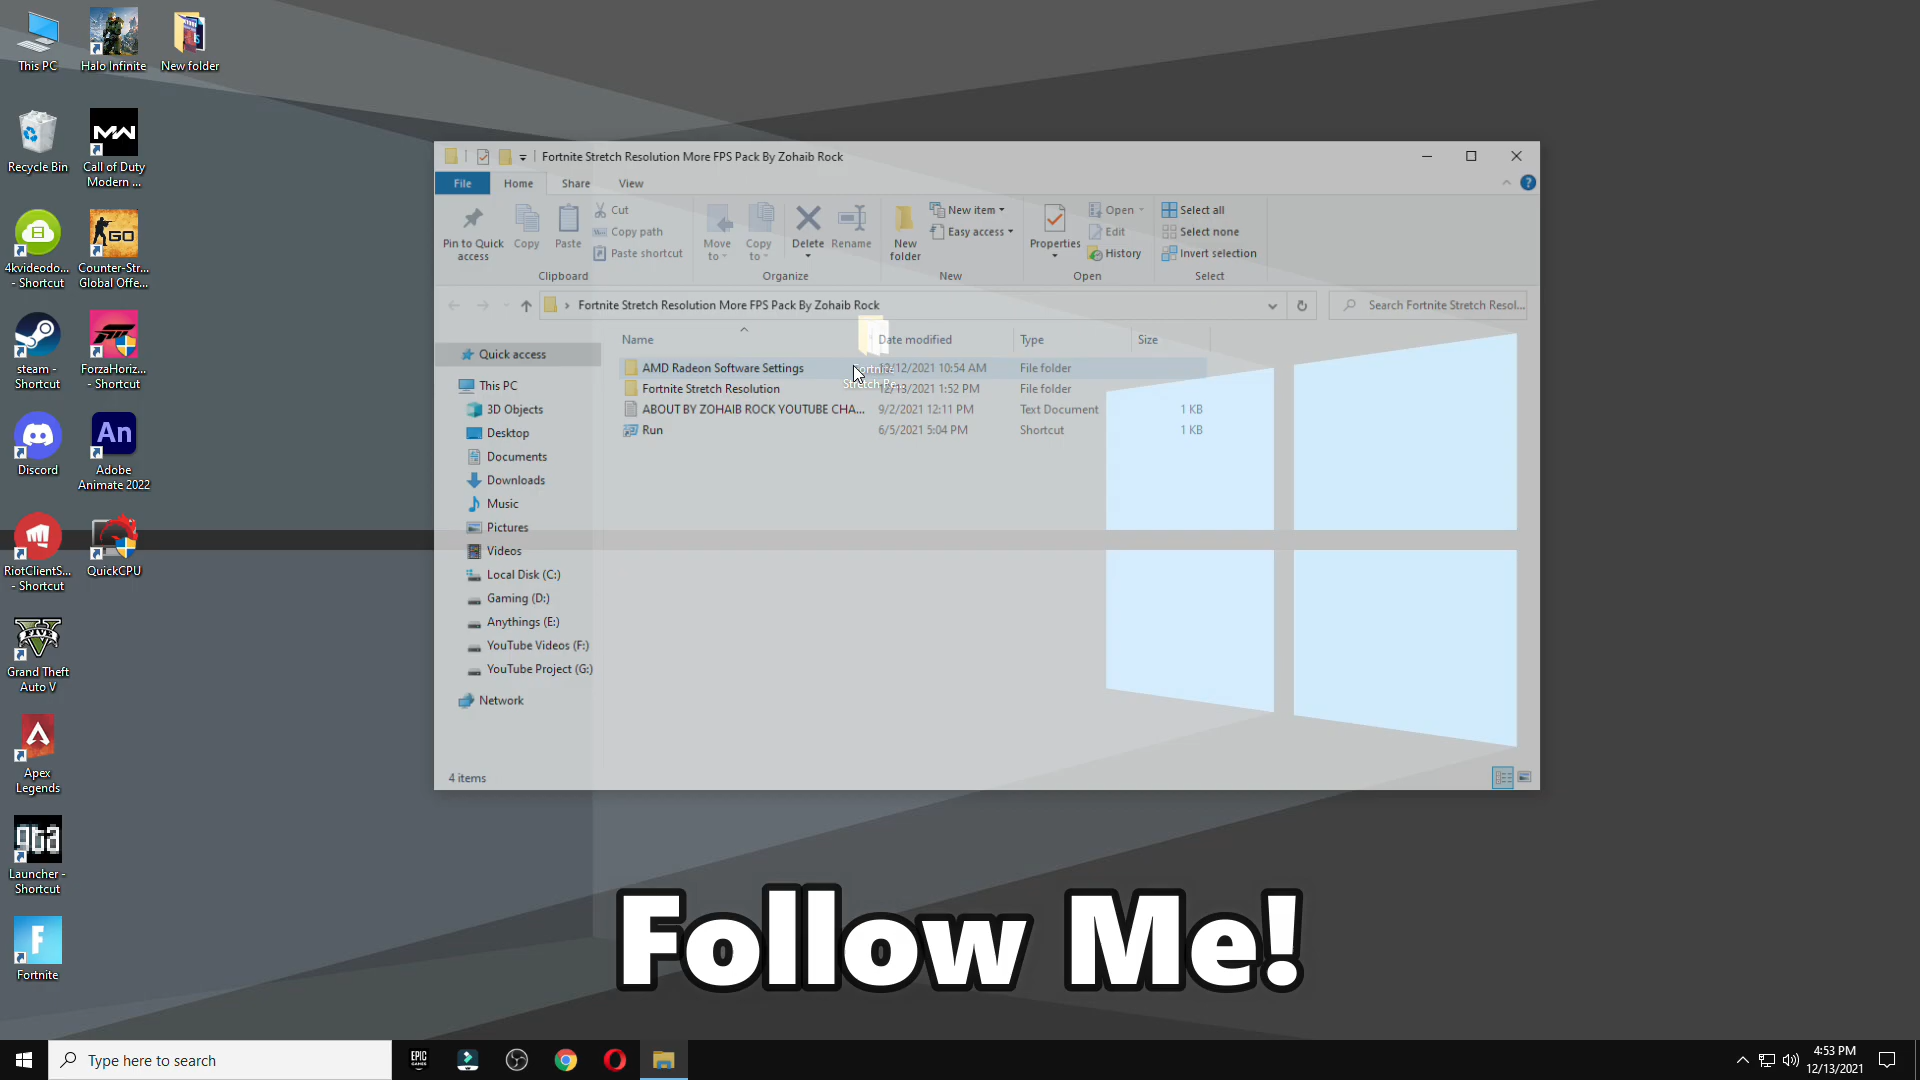 This PC
Halo Infinite
New folder
Recycle Bin
Call of Duty
Modern ...
4kvideodo...
- Shortcut
Counter-Str...
Global Offe...
steam -
Shortcut
ForzaHoriz...
- Shortcut
Discord
An
Adobe
Animate 2022
RiotClientS...
- Shortcut
QuickCPU
FIVE
Grand Theft
Auto V
Apex
Legends
gta
Launcher -
Shortcut
F
Fortnite
Fortnite Stretch Resolution More FPS Pack By Zohaib Rock
File
Home
Share
View
Pin to Quick
access
Copy
Paste
Cut
Copy path
Paste shortcut
Clipboard
Move
to
Copy
to
Delete
Rename
Organize
New
folder
New item
Easy access
New
Properties
Open
Edit
History
Open
Select all
Select none
Invert selection
Select
Fortnite Stretch Resolution More FPS Pack By Zohaib Rock
Search Fortnite Stretch Resol...
Name
Date modified
Type
Size
AMD Radeon Software Settings
12/12/2021 10:54 AM
File folder
Fortnite Stretch Resolution
12/13/2021 1:52 PM
File folder
ABOUT BY ZOHAIB ROCK YOUTUBE CHA...
9/2/2021 12:11 PM
Text Document
1 KB
Run
6/5/2021 5:04 PM
Shortcut
1 KB
Fortnite
Stretch Re...
Quick access
This PC
3D Objects
Desktop
Documents
Downloads
Music
Pictures
Videos
Local Disk (C:)
Gaming (D:)
Anythings (E:)
YouTube Videos (F:)
YouTube Project (G:)
Network
4 items
Follow Me!
Type here to search
EPIC
GAMES
4:53 PM
12/13/2021